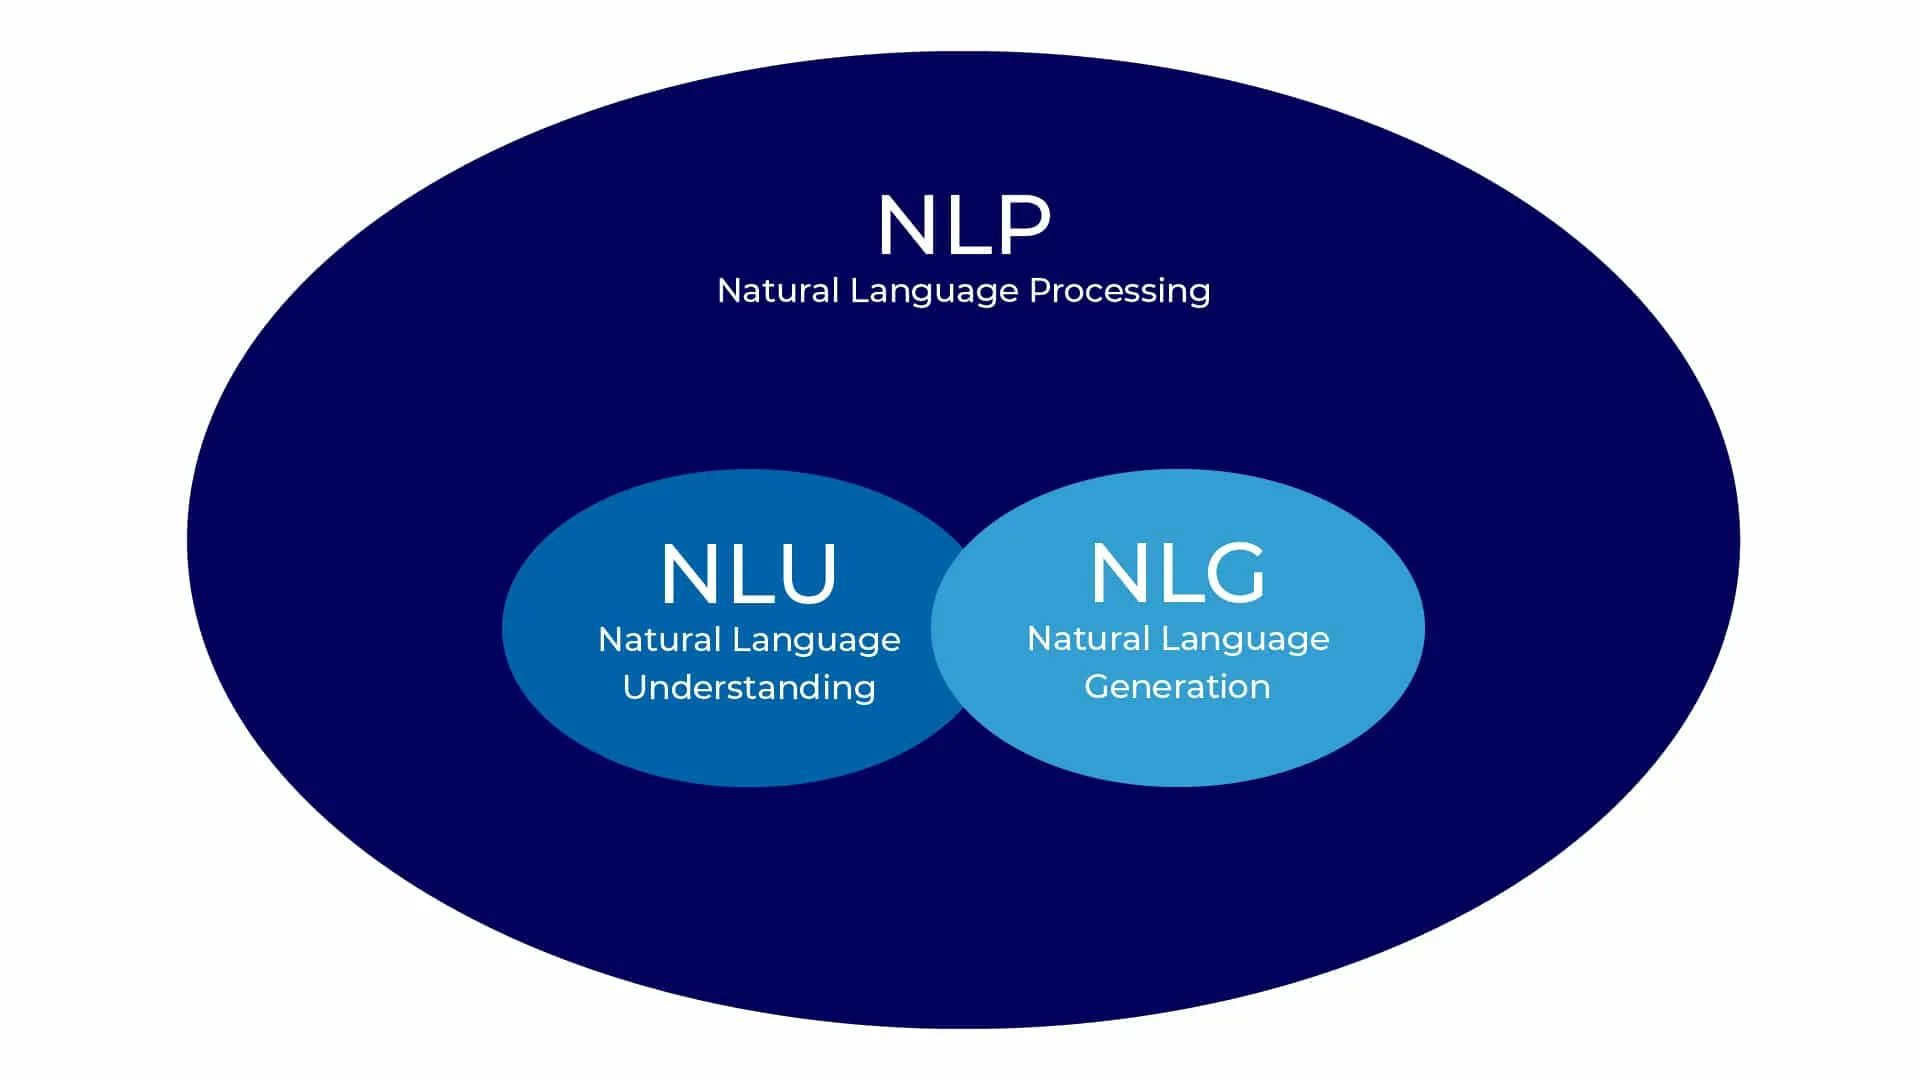 NLP
Natural Language Processing
NLU
Natural Language
Understanding
NLG
Natural Language
Generation